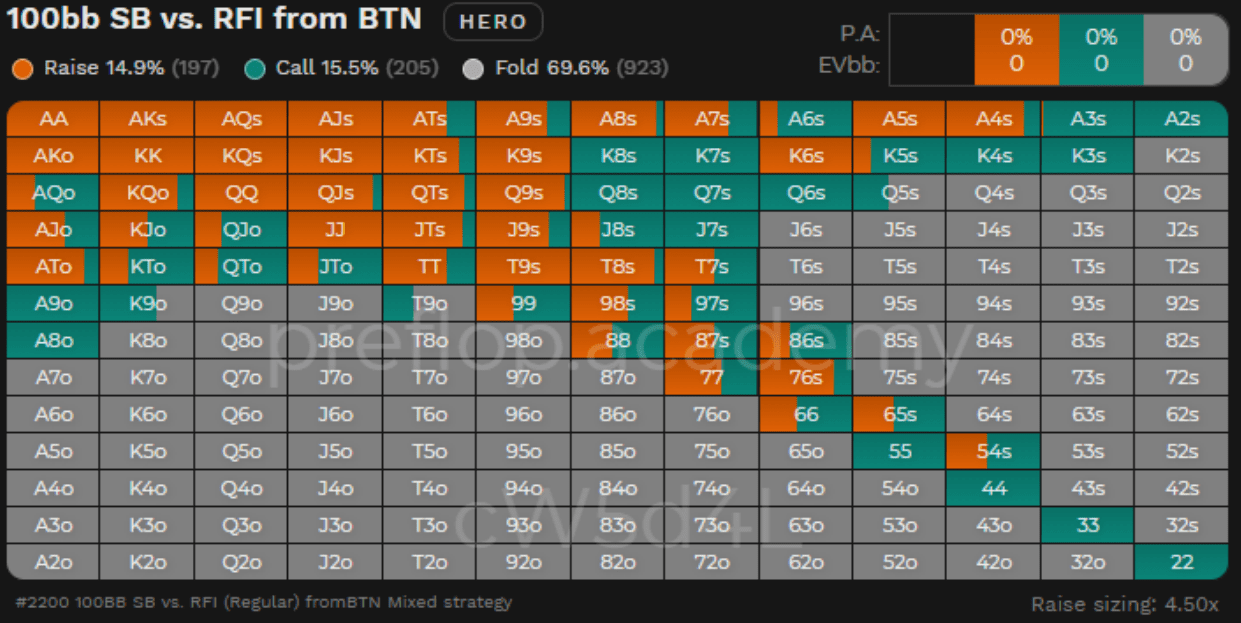 100bb SB vs. RFI from BTN HERO
P.A: 0% 0% 0%
EVbb: 0 0 0
Raise 14.9% (197) Call 15.5% (205) Fold 69.6% (923)
AA AKs AQs AJs ATs A9s A8s A7s A6s A5s A4s A3s A2s
AKo KK KQs KJs KTs K9s K8s K7s K6s K5s K4s K3s K2s
AQo KQo QQ QJs QTs Q9s Q8s Q7s Q6s Q5s Q4s Q3s Q2s
AJo KJo QJo JJ JTs J9s J8s J7s J6s J5s J4s J3s J2s
ATo KTo QTo JTo TT T9s T8s T7s T6s T5s T4s T3s T2s
A9o K9o Q9o J9o T9o 99 98s 97s 96s 95s 94s 93s 92s
preflop.academy
A8o K8o Q8o J8o T8o 98o 88 87s 86s 85s 84s 83s 82s
A7o K7o Q7o J7o T7o 97o 87o 77 76s 75s 74s 73s 72s
A6o K6o Q6o J6o T6o 96o 86o 76o 66 65s 64s 63s 62s
A5o K5o Q5o J5o T5o 95o 85o 75o 65o 55 54s 53s 52s
A4o K4o Q4o J4o T4o 94o 84o 74o 64o 54o 44 43s 42s
cW5d4L
A3o K3o Q3o J3o T3o 93o 83o 73o 63o 53o 43o 33 32s
A2o K2o Q2o J2o T2o 92o 82o 72o 62o 52o 42o 32o 22
#2200 100BB SB vs. RFI (Regular) fromBTN Mixed strategy
Raise sizing: 4.50x